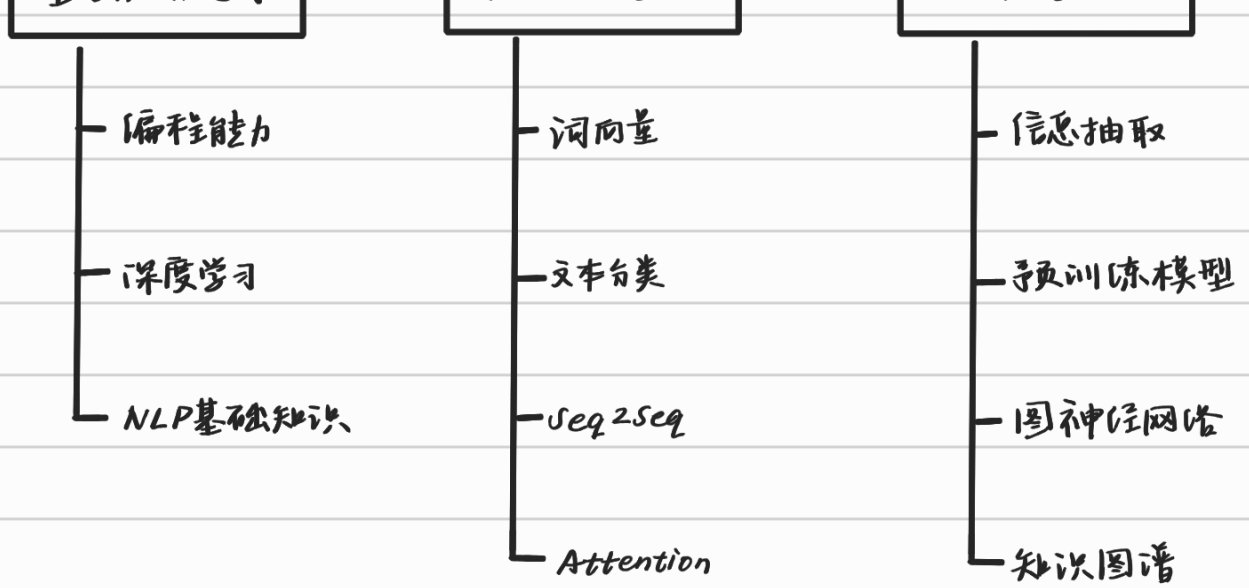 编程能力
深度学习
NLP基础知识
词向量
文本分类
Seq2Seq
Attention
信息抽取
预训练模型
图神经网络
知识图谱